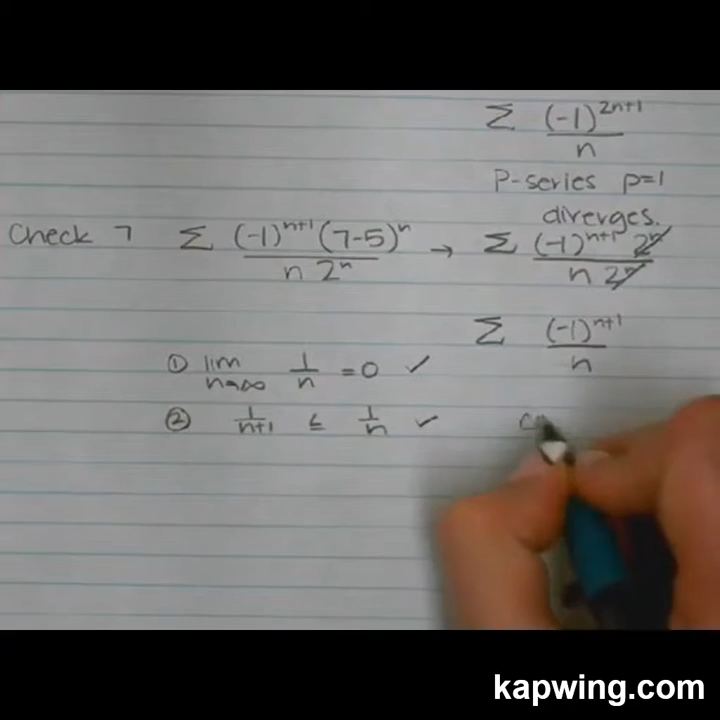 Σ (-1)^{2n+1} / n
P-series p=1
diverges.
Check 7 Σ (-1)^{n+1} (7-5)^n / n 2^n → Σ (-1)^{n+1} 2^n / n 2^n
Σ (-1)^{n+1} / n
① lim n→∞ 1/n = 0 ✓
② 1/n+1 ≤ 1/n ✓
kapwing.com